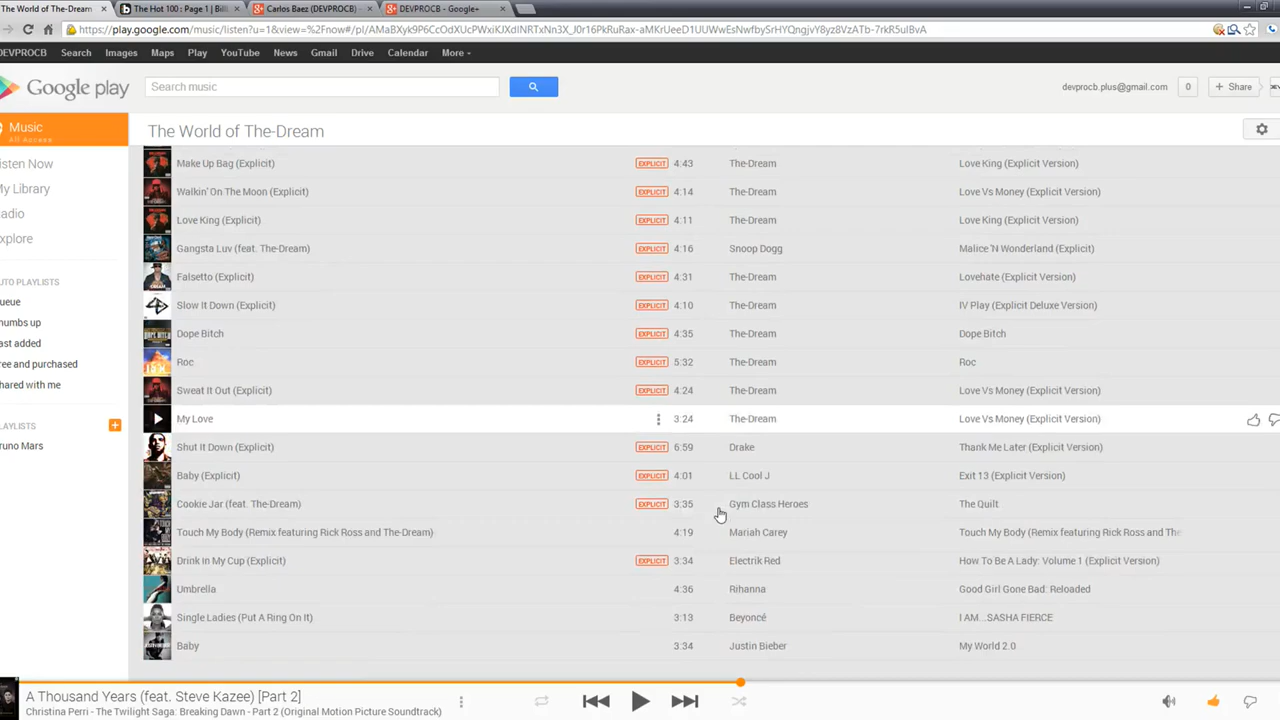 The World of The-Dream
The Hot 100 : Page 1 | Bill
Carlos Baez (DEVPROCB)
DEVPROCB - Google+
https://play.google.com/music/listen?u=1&view=%2Fnow#/pl/
DEVPROCB Search Images Maps Play YouTube News Gmail Drive Calendar More
Google play
Search music
devprocb.plus@gmail.com 0 + Share
Music
All Access
The World of The-Dream
isten Now
My Library
adio
xplore
UTO PLAYLISTS
ueue
humbs up
ast added
ree and purchased
hared with me
LAYLISTS
runo Mars
Make Up Bag (Explicit) EXPLICIT 4:43 The-Dream Love King (Explicit Version)
Walkin' On The Moon (Explicit) EXPLICIT 4:14 The-Dream Love Vs Money (Explicit Version)
Love King (Explicit) EXPLICIT 4:11 The-Dream Love King (Explicit Version)
Gangsta Luv (feat. The-Dream) EXPLICIT 4:16 Snoop Dogg Malice 'N Wonderland (Explicit)
Falsetto (Explicit) EXPLICIT 4:31 The-Dream Lovehate (Explicit Version)
Slow It Down (Explicit) EXPLICIT 4:10 The-Dream IV Play (Explicit Deluxe Version)
Dope Bitch EXPLICIT 4:35 The-Dream Dope Bitch
Roc EXPLICIT 5:32 The-Dream Roc
Sweat It Out (Explicit) EXPLICIT 4:24 The-Dream Love Vs Money (Explicit Version)
My Love 3:24 The-Dream Love Vs Money (Explicit Version)
Shut It Down (Explicit) EXPLICIT 6:59 Drake Thank Me Later (Explicit Version)
Baby (Explicit) EXPLICIT 4:01 LL Cool J Exit 13 (Explicit Version)
Cookie Jar (feat. The-Dream) EXPLICIT 3:35 Gym Class Heroes The Quilt
Touch My Body (Remix featuring Rick Ross and The-Dream) 4:19 Mariah Carey Touch My Body (Remix featuring Rick Ross and The-
Drink In My Cup (Explicit) EXPLICIT 3:34 Electrik Red How To Be A Lady: Volume 1 (Explicit Version)
Umbrella 4:36 Rihanna Good Girl Gone Bad: Reloaded
Single Ladies (Put A Ring On It) 3:13 Beyoncé I AM...SASHA FIERCE
Baby 3:34 Justin Bieber My World 2.0
A Thousand Years (feat. Steve Kazee) [Part 2]
Christina Perri - The Twilight Saga: Breaking Dawn - Part 2 (Original Motion Picture Soundtrack)